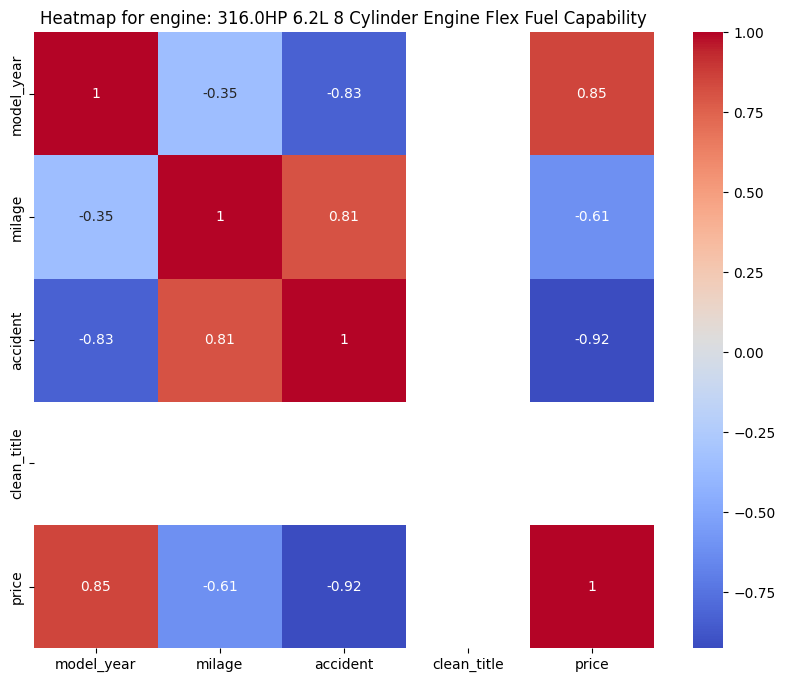 Heatmap for engine: 316.0HP 6.2L 8 Cylinder Engine Flex Fuel Capability
model_year
1
-0.35
-0.83
0.85
milage
-0.35
1
0.81
-0.61
accident
-0.83
0.81
1
-0.92
clean_title
price
0.85
-0.61
-0.92
1
model_year
milage
accident
clean_title
price
1.00
0.75
0.50
0.25
0.00
−0.25
−0.50
−0.75